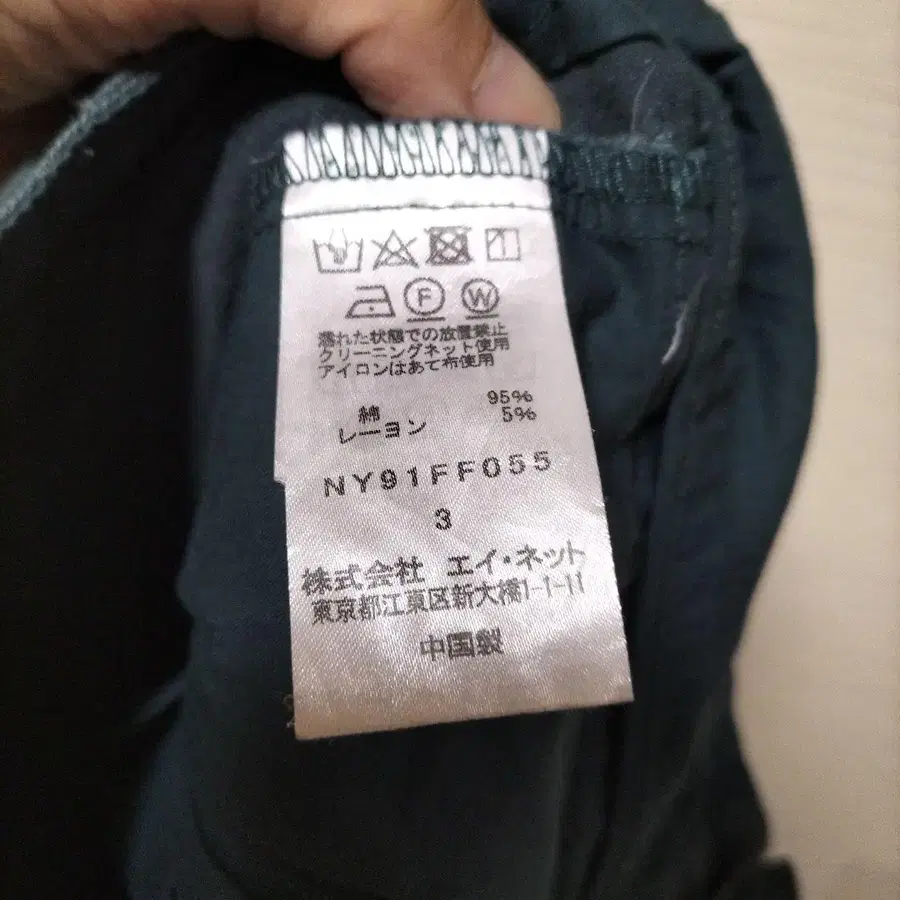 F W
濡れた状態での放置禁止
クリーニングネット使用
アイロンはあて布使用
綿 95%
レーヨン 5%
NY91FF055
3
株式会社 エイ・ネット
東京都江東区新大橋1-1-11
中国製